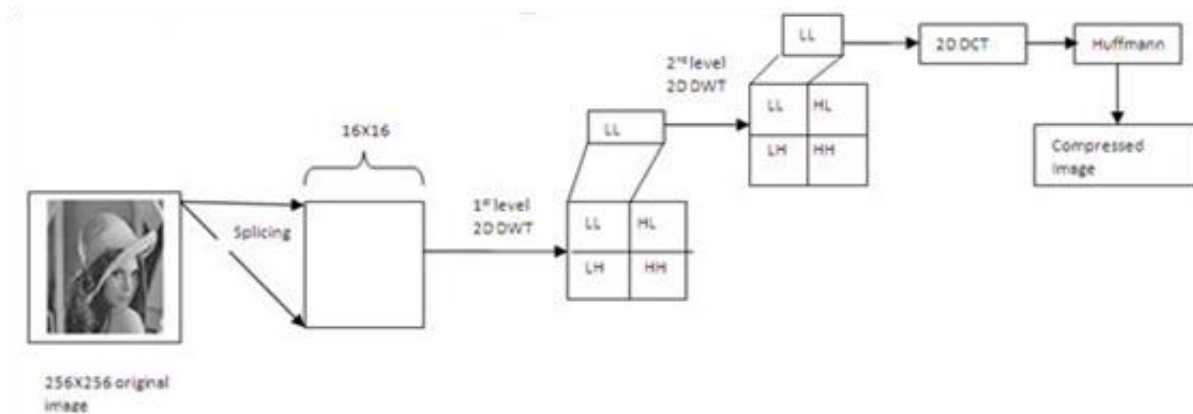 256X256 original
image
Splicing
16X16
1st level
2D DWT
LL
LL HL
LH HH
2nd level
2D DWT
LL
LL HL
LH HH
2D DCT
Huffmann
Compressed
Image